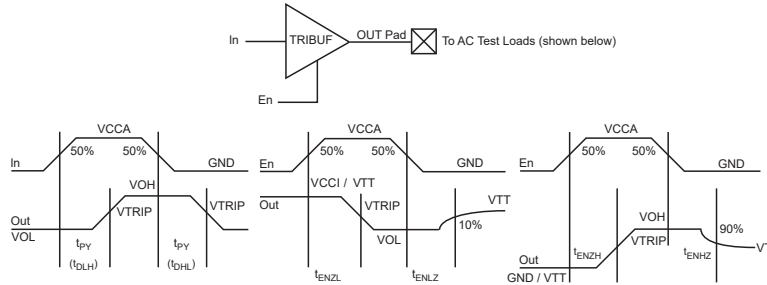 In
TRIBUF
OUT Pad
To AC Test Loads (shown below)
En
In
VCCA
50%
50%
GND
Out
VOL
VOH
VTRIP
VTRIP
tPY
(tDLH)
tPY
(tDHL)
En
VCCA
50%
50%
GND
VCCI / VTT
Out
VTRIP
VOL
VTT
10%
tENZL
tENLZ
En
VCCA
50%
50%
GND
Out
GND / VTT
tENZH
VOH
VTRIP
tENHZ
90%